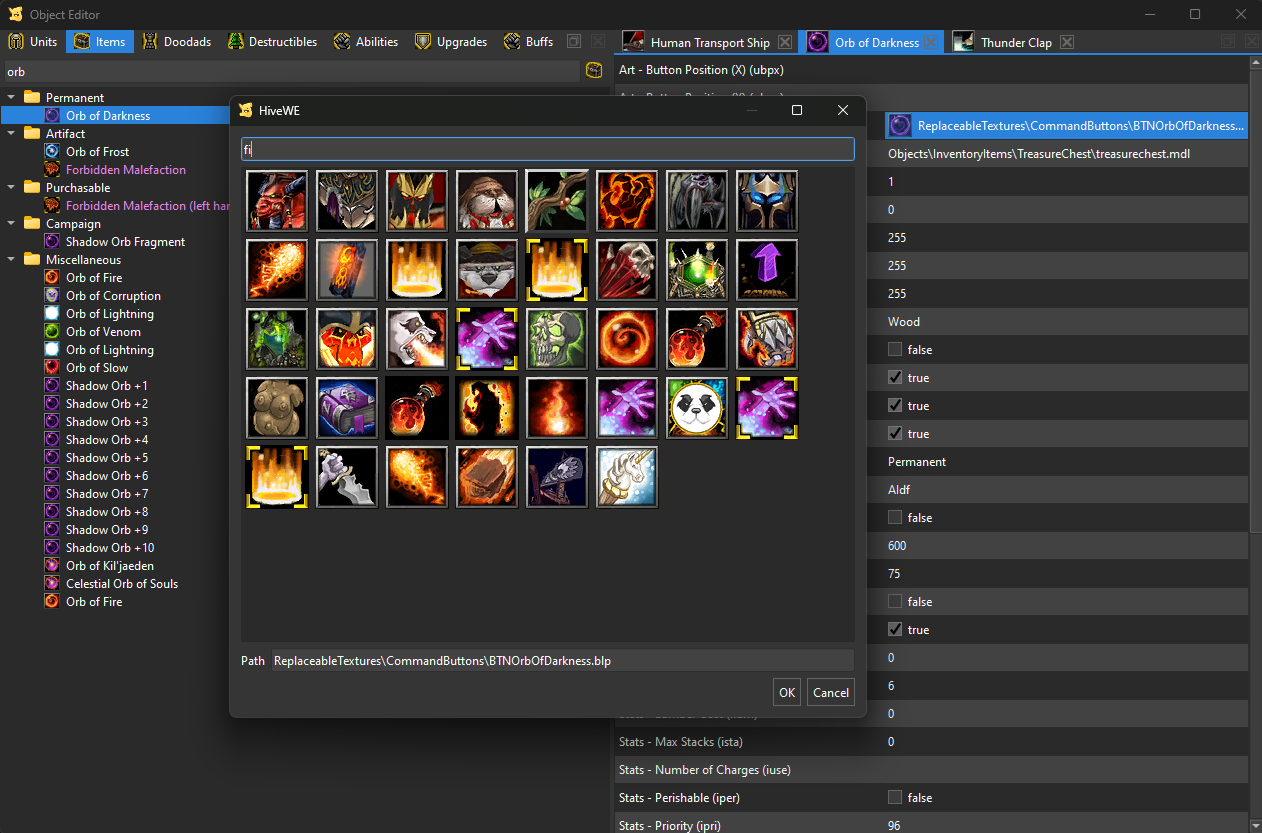 Object Editor
Units Items Doodads Destructibles Abilities Upgrades Buffs
Human Transport Ship Orb of Darkness Thunder Clap
orb
Permanent
Orb of Darkness
Artifact
Orb of Frost
Forbidden Malefaction
Purchasable
Forbidden Malefaction (left har
Campaign
Shadow Orb Fragment
Miscellaneous
Orb of Fire
Orb of Corruption
Orb of Lightning
Orb of Venom
Orb of Lightning
Orb of Slow
Shadow Orb +1
Shadow Orb +2
Shadow Orb +3
Shadow Orb +4
Shadow Orb +5
Shadow Orb +6
Shadow Orb +7
Shadow Orb +8
Shadow Orb +9
Shadow Orb +10
Orb of Kil'jaeden
Celestial Orb of Souls
Orb of Fire
HiveWE
fi
Path ReplaceableTextures\CommandButtons\BTNOrbOfDarkness.blp
OK Cancel
Art - Button Position (X) (ubpx)
ReplaceableTextures\CommandButtons\BTNOrbOfDarkness...
Objects\InventoryItems\TreasureChest\treasurechest.mdl
1
0
255
255
255
Wood
false
true
true
true
Permanent
AIdf
false
600
75
false
true
0
6
0
Stats - Max Stacks (ista) 0
Stats - Number of Charges (iuse)
Stats - Perishable (iper) false
Stats - Priority (ipri) 96